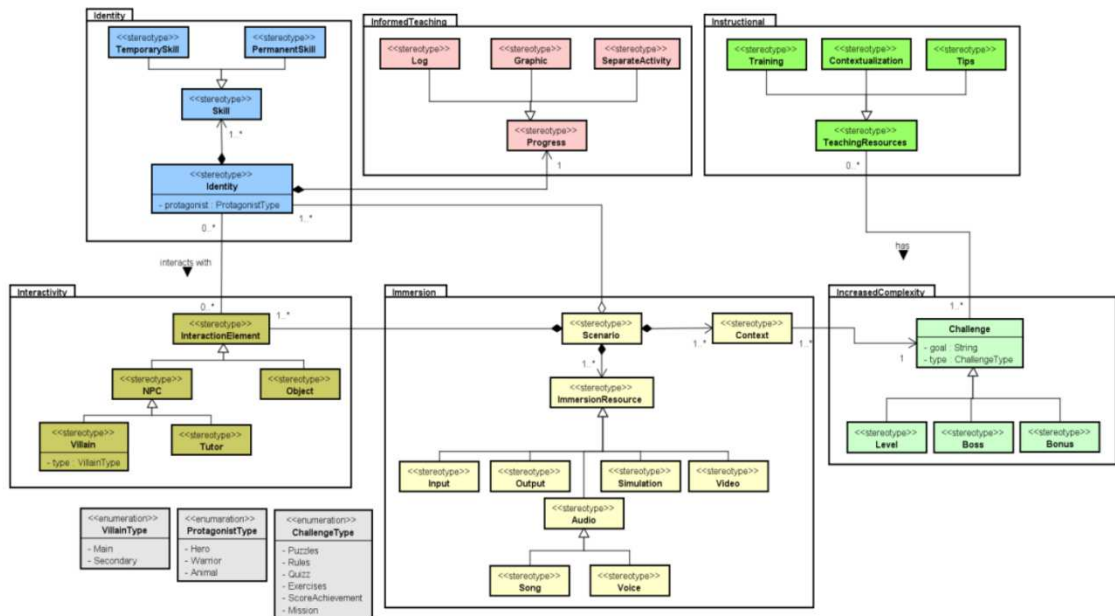 Identity
<<stereotype>>
TemporarySkill
<<stereotype>>
PermanentSkill
<<stereotype>>
Skill
1..*
<<stereotype>>
Identity
- protagonist : ProtagonistType
1..*
0..*
interacts with
InformedTeaching
<<stereotype>>
Log
<<stereotype>>
Graphic
<<stereotype>>
SeparateActivity
<<stereotype>>
Progress
1
Instructional
<<stereotype>>
Training
<<stereotype>>
Contextualization
<<stereotype>>
Tips
<<stereotype>>
TeachingResources
0..*
has
Interactivity
0..*
<<stereotype>>
InteractionElement
1..*
<<stereotype>>
NPC
<<stereotype>>
Object
<<stereotype>>
Villain
- type : VillainType
<<stereotype>>
Tutor
Immersion
<<stereotype>>
Scenario
1..*
<<stereotype>>
Context
1..*
1..*
<<stereotype>>
ImmersionResource
<<stereotype>>
Input
<<stereotype>>
Output
<<stereotype>>
Simulation
<<stereotype>>
Video
<<stereotype>>
Audio
<<stereotype>>
Song
<<stereotype>>
Voice
IncreasedComplexity
1..*
Challenge
- goal : String
- type : ChallengeType
1
<<stereotype>>
Level
<<stereotype>>
Boss
<<stereotype>>
Bonus
<<enumeration>>
VillainType
- Main
- Secondary
<<enumaration>>
ProtagonistType
- Hero
- Warrior
- Animal
<<enumeration>>
ChallengeType
- Puzzles
- Rules
- Quizz
- Exercises
- ScoreAchievement
- Mission